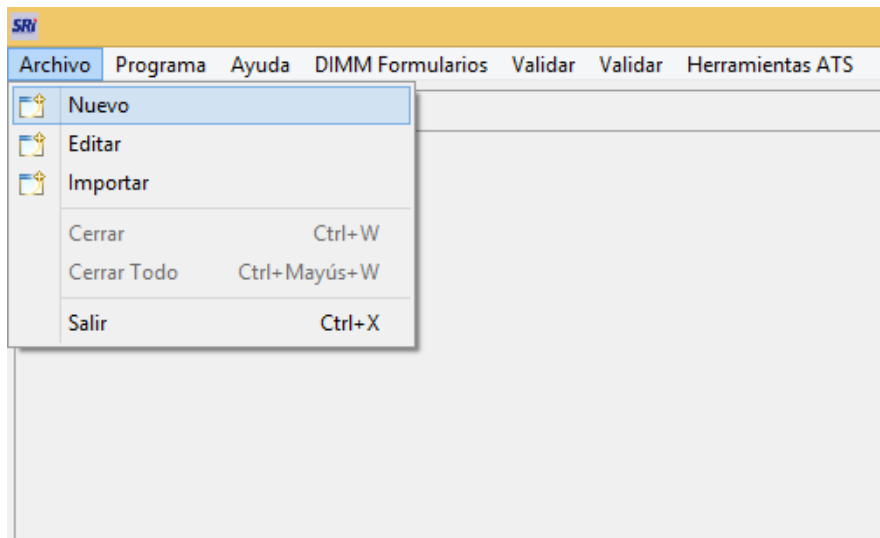 SRi
Archivo Programa Ayuda DIMM Formularios Validar Validar Herramientas ATS
Nuevo
Editar
Importar
Cerrar Ctrl+W
Cerrar Todo Ctrl+Mayús+W
Salir Ctrl+X